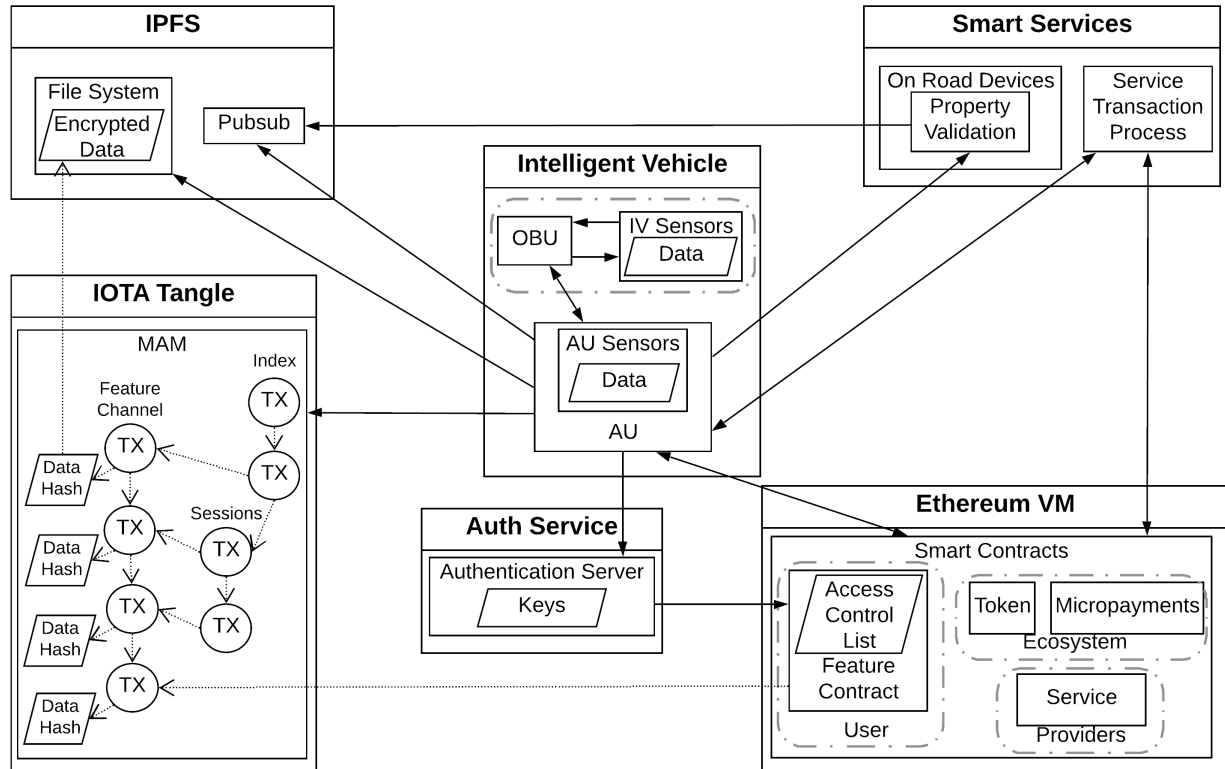 IPFS
File System
Encrypted
Data
Pubsub
Smart Services
On Road Devices
Property
Validation
Service
Transaction
Process
Intelligent Vehicle
OBU
IV Sensors
Data
AU Sensors
Data
AU
IOTA Tangle
MAM
Index
TX
Feature
Channel
TX
TX
Data
Hash
Sessions
TX
TX
Data
Hash
TX
TX
Data
Hash
TX
Data
Hash
Auth Service
Authentication Server
Keys
Ethereum VM
Smart Contracts
Access
Control
List
Feature
Contract
User
Token
Micropayments
Ecosystem
Service
Providers